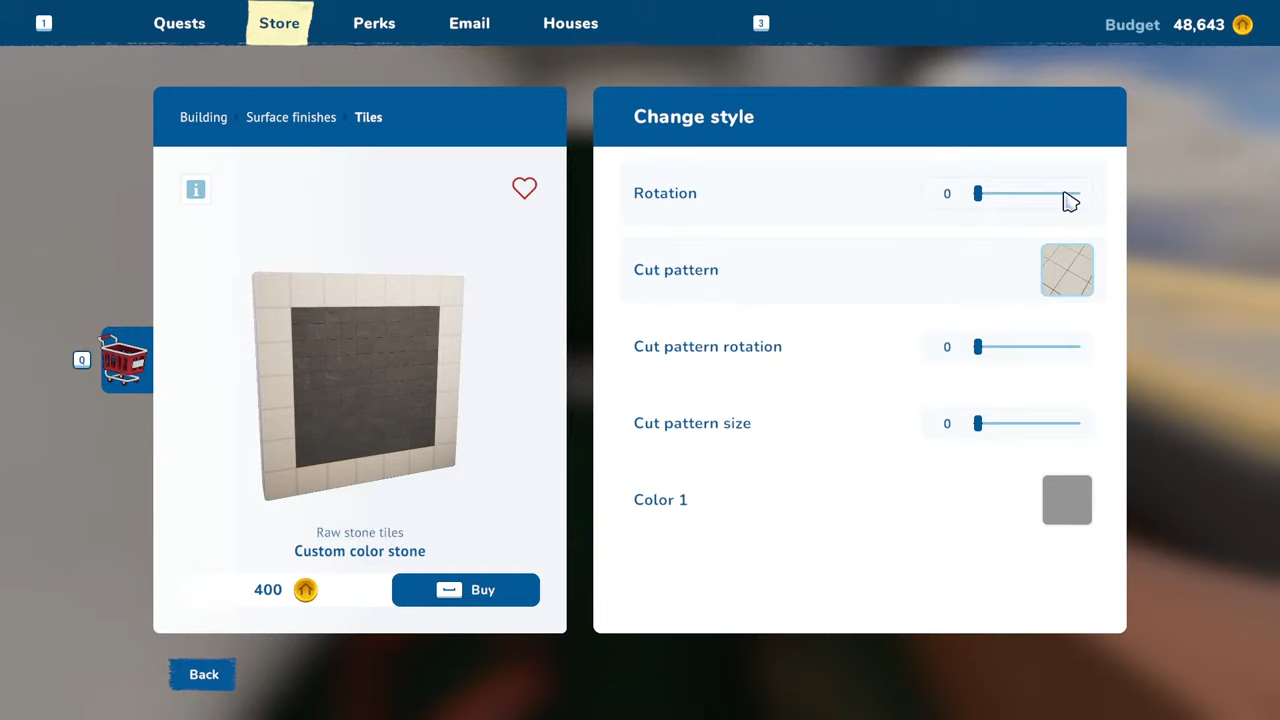 1
Quests
Store
Perks
Email
Houses
3
Budget 48,643
Building Surface finishes Tiles
i
Raw stone tiles
Custom color stone
400
Buy
Q
Back
Change style
Rotation 0
Cut pattern
Cut pattern rotation 0
Cut pattern size 0
Color 1